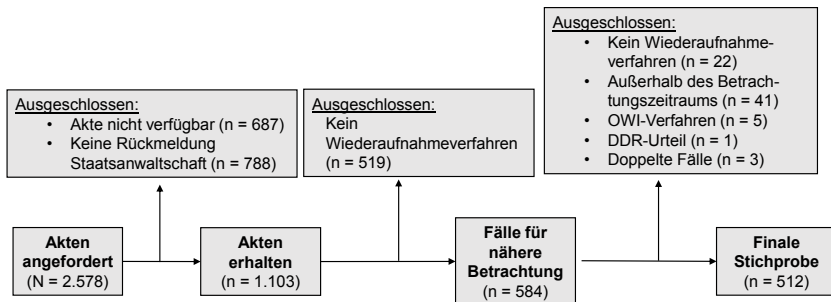 Ausgeschlossen:
• Akte nicht verfügbar (n = 687)
• Keine Rückmeldung
Staatsanwaltschaft (n = 788)
Ausgeschlossen:
Kein
Wiederaufnahmeverfahren
(n = 519)
Ausgeschlossen:
• Kein Wiederaufnahme-
verfahren (n = 22)
• Außerhalb des Betrach-
tungszeitraums (n = 41)
• OWI-Verfahren (n = 5)
• DDR-Urteil (n = 1)
• Doppelte Fälle (n = 3)
Akten
angefordert
(N = 2.578)
Akten
erhalten
(n = 1.103)
Fälle für
nähere
Betrachtung
(n = 584)
Finale
Stichprobe
(n = 512)